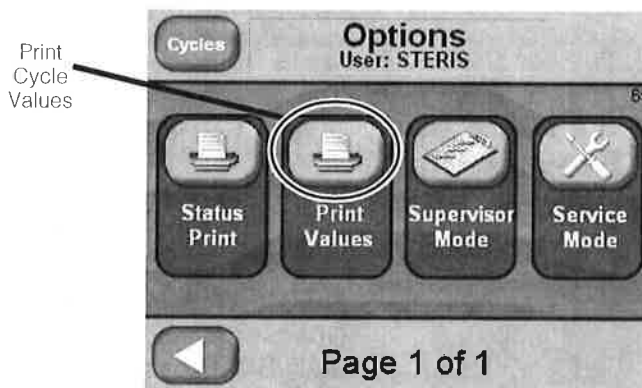 Print
Cycle
Values
Cycles
Options
User: STERIS
Status
Print
Print
Values
Supervisor
Mode
Service
Mode
Page 1 of 1